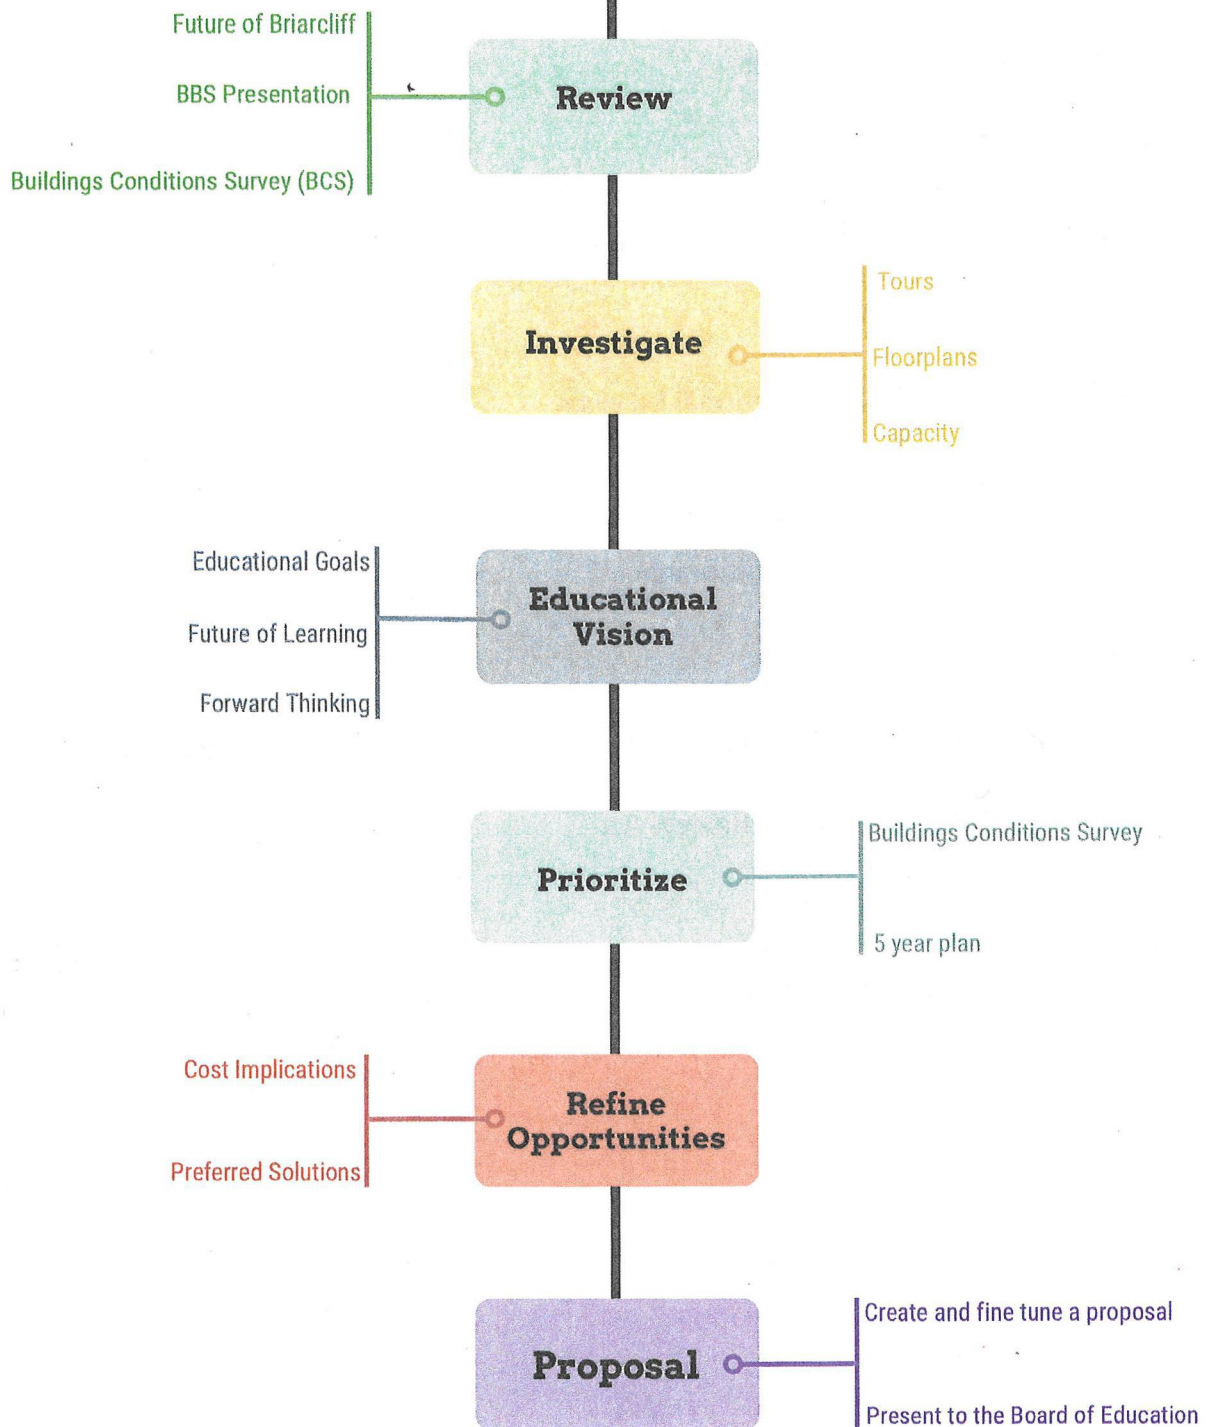 Future of Briarcliff
BBS Presentation
Buildings Conditions Survey (BCS)
Review
Investigate
Tours
Floorplans
Capacity
Educational Goals
Future of Learning
Forward Thinking
Educational
Vision
Prioritize
Buildings Conditions Survey
5 year plan
Cost Implications
Preferred Solutions
Refine
Opportunities
Proposal
Create and fine tune a proposal
Present to the Board of Education